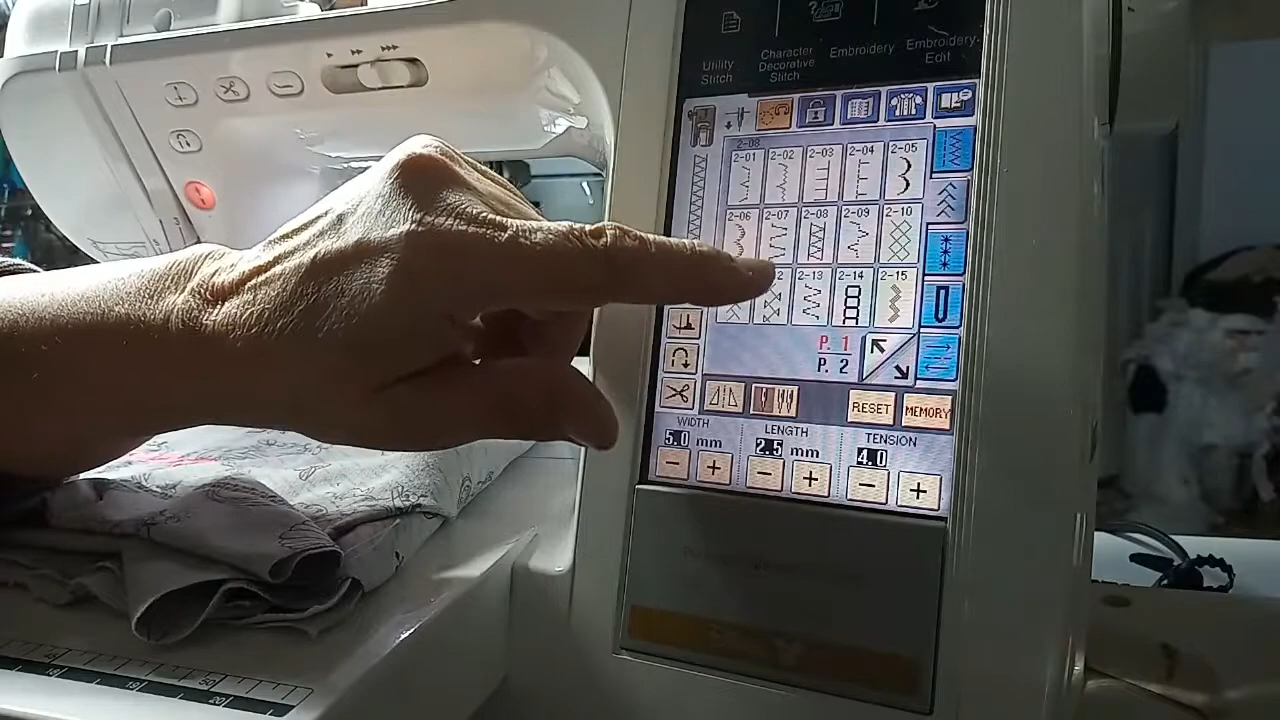 Utility
Stitch
Character
Decorative
Stitch
Embroidery
Embroidery-
Edit
2-08
2-01 2-02 2-03 2-04 2-05
2-06 2-07 2-08 2-09 2-10
2-13 2-14 2-15
P. 1
P. 2
RESET MEMORY
WIDTH LENGTH TENSION
5.0 mm 2.5 mm 4.0
- + - + - +